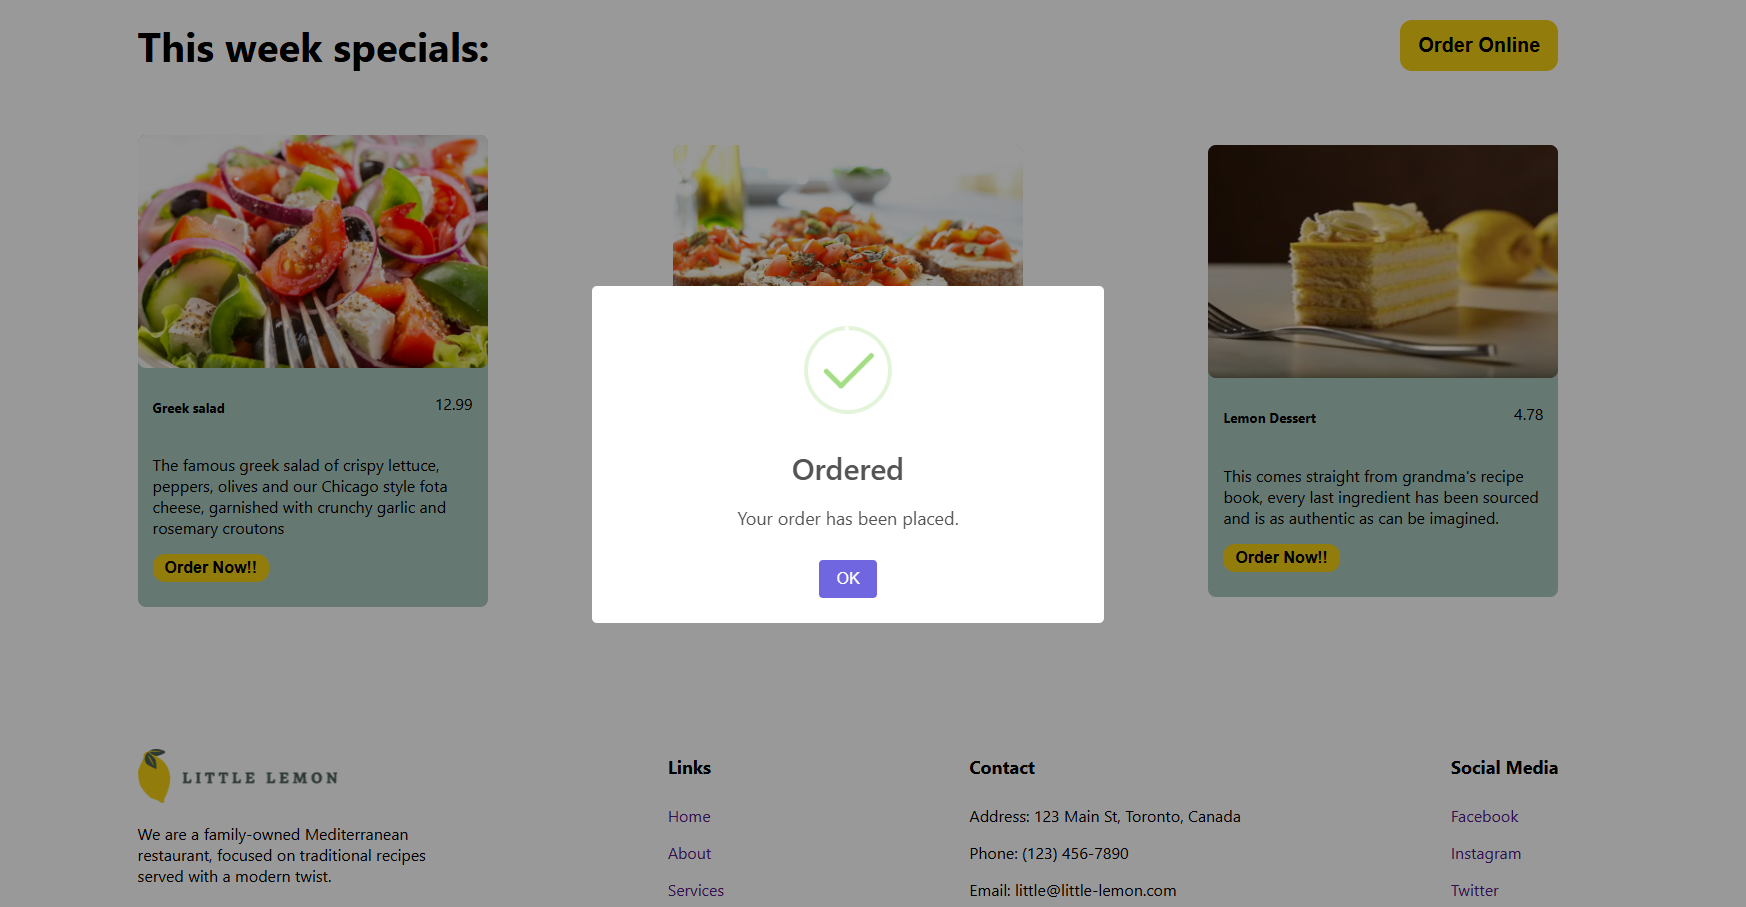 This week specials:
Order Online
Greek salad
12.99
The famous greek salad of crispy lettuce,
peppers, olives and our Chicago style fota
cheese, garnished with crunchy garlic and
rosemary croutons
Order Now!!
Ordered
Your order has been placed.
OK
Lemon Dessert
4.78
This comes straight from grandma's recipe
book, every last ingredient has been sourced
and is as authentic as can be imagined.
Order Now!!
LITTLE LEMON
We are a family-owned Mediterranean
restaurant, focused on traditional recipes
served with a modern twist.
Links
Home
About
Services
Contact
Address: 123 Main St, Toronto, Canada
Phone: (123) 456-7890
Email: little@little-lemon.com
Social Media
Facebook
Instagram
Twitter